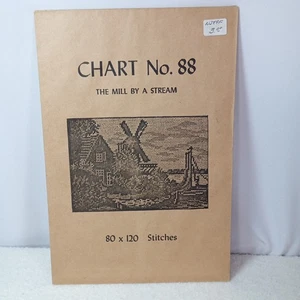 CHART No. 88
THE MILL BY A STREAM
80 x 120 Stitches